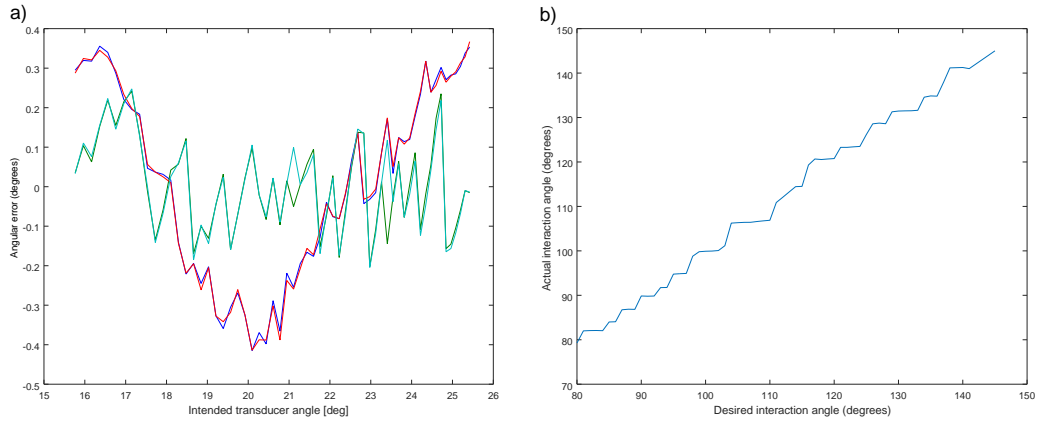 a)
0.4
0.3
0.2
0.1
0
-0.1
-0.2
-0.3
-0.4
-0.5
Angular error (degrees)
15 16 17 18 19 20 21 22 23 24 25 26
Intended transducer angle [deg]
b)
150
140
130
120
110
100
90
80
70
Actual interaction angle (degrees)
80 90 100 110 120 130 140 150
Desired interaction angle (degrees)